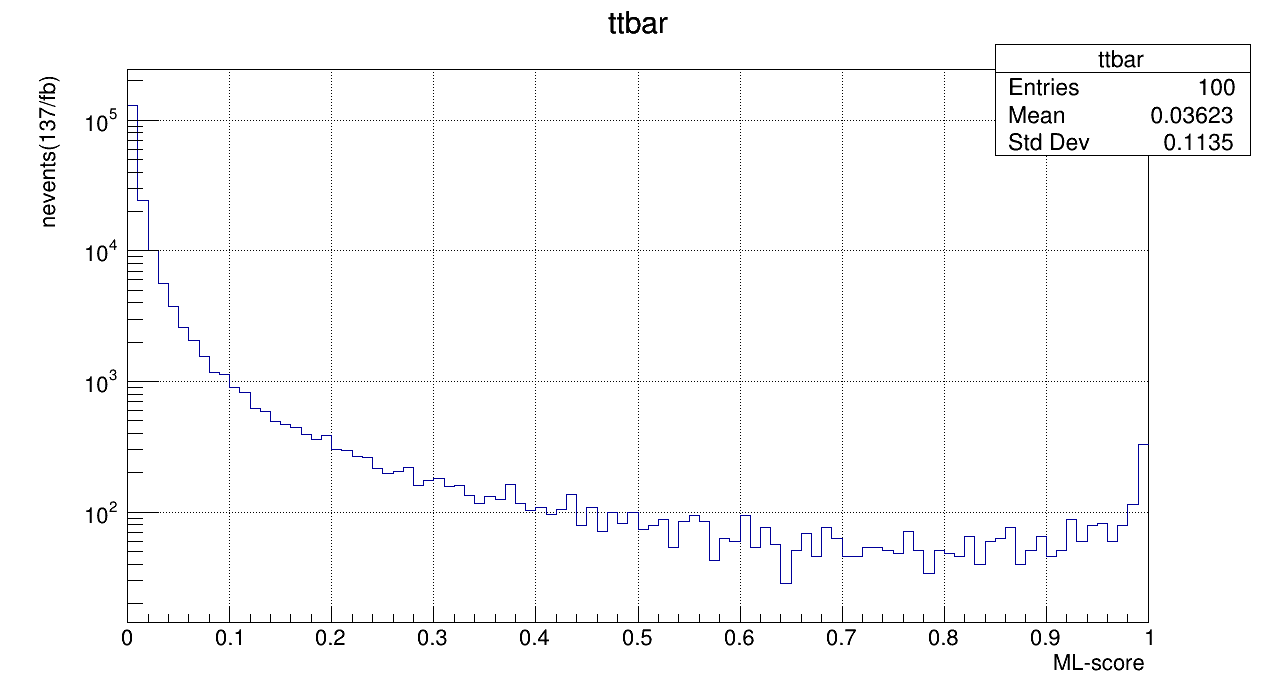 ttbar
ttbar
Entries 100
Mean 0.03623
Std Dev 0.1135
nevents(137/fb)
10^5
10^4
10^3
10^2
0 0.1 0.2 0.3 0.4 0.5 0.6 0.7 0.8 0.9 1
ML-score